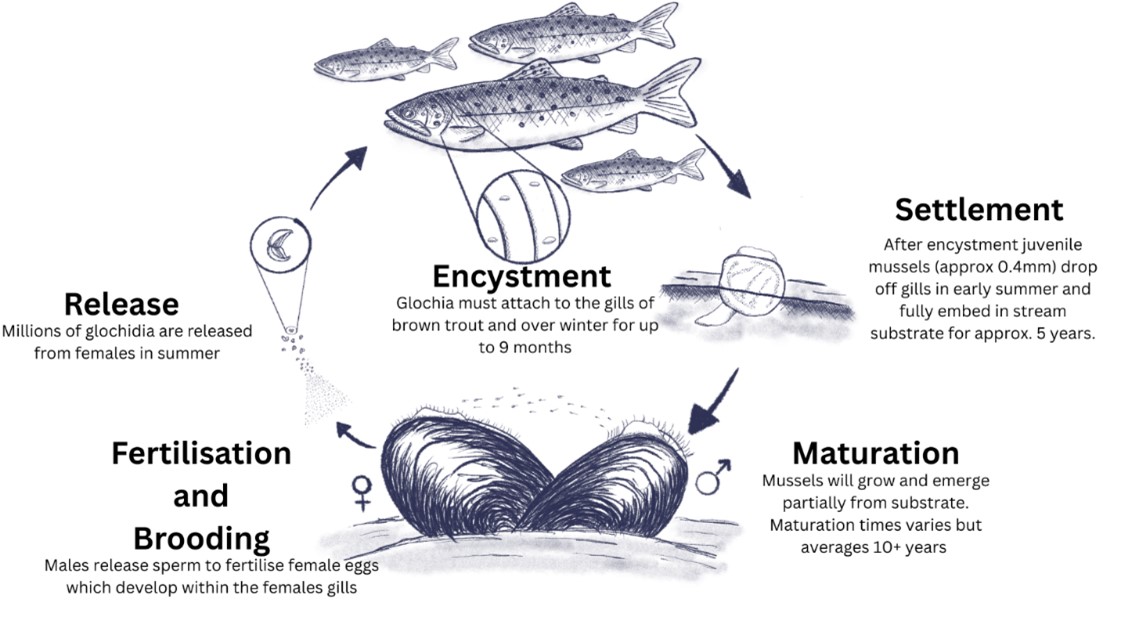 Encystment
Glochia must attach to the gills of
brown trout and over winter for up
to 9 months
Settlement
After encystment juvenile
mussels (approx 0.4mm) drop
off gills in early summer and
fully embed in stream
substrate for approx. 5 years.
Maturation
Mussels will grow and emerge
partially from substrate.
Maturation times varies but
averages 10+ years
Fertilisation
and
Brooding
Males release sperm to fertilise female eggs
which develop within the females gills
Release
Millions of glochidia are released
from females in summer
♀
♂